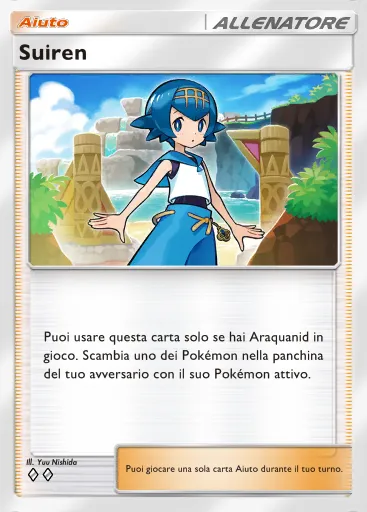 Aiuto
ALLENATORE
Suiren
Puoi usare questa carta solo se hai Araquanid in
gioco. Scambia uno dei Pokémon nella panchina
del tuo avversario con il suo Pokémon attivo.
Ill. Yuu Nishida
Puoi giocare una sola carta Aiuto durante il tuo turno.